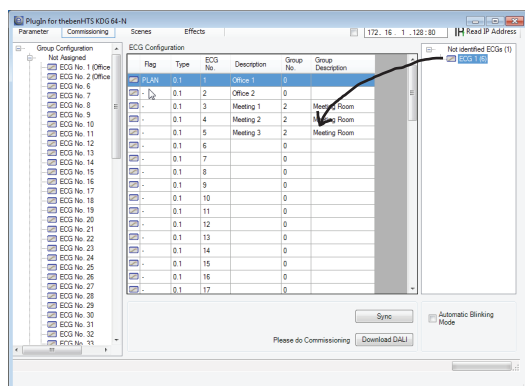 PlugIn for thebenHTS KDG 64-N
Parameter Commissioning Scenes Effects 172. 16 . 1 .128 :80 Read IP Address
Group Configuration
Not Assigned
ECG No. 1 (Office
ECG No. 2 (Office
ECG No. 6
ECG No. 7
ECG No. 8
ECG No. 9
ECG No. 10
ECG No. 11
ECG No. 12
ECG No. 13
ECG No. 14
ECG No. 15
ECG No. 16
ECG No. 17
ECG No. 18
ECG No. 19
ECG No. 20
ECG No. 21
ECG No. 22
ECG No. 23
ECG No. 24
ECG No. 25
ECG No. 26
ECG No. 27
ECG No. 28
ECG No. 29
ECG No. 30
ECG No. 31
ECG No. 32
ECG No. 33
ECG Configuration
Flag Type ECG No. Description Group No. Group Description
PLAN 0.1 1 Office 1 0
- 0.1 2 Office 2 0
- 0.1 3 Meeting 1 2 Meeting Room
- 0.1 4 Meeting 2 2 Meeting Room
- 0.1 5 Meeting 3 2 Meeting Room
- 0.1 6 0
- 0.1 7 0
- 0.1 8 0
- 0.1 9 0
- 0.1 10 0
- 0.1 11 0
- 0.1 12 0
- 0.1 13 0
- 0.1 14 0
- 0.1 15 0
- 0.1 16 0
- 0.1 17 0
Not identified ECGs (1)
ECG 1 (6)
Sync
Please do Commissioning Download DALI
Automatic Blinking
Mode